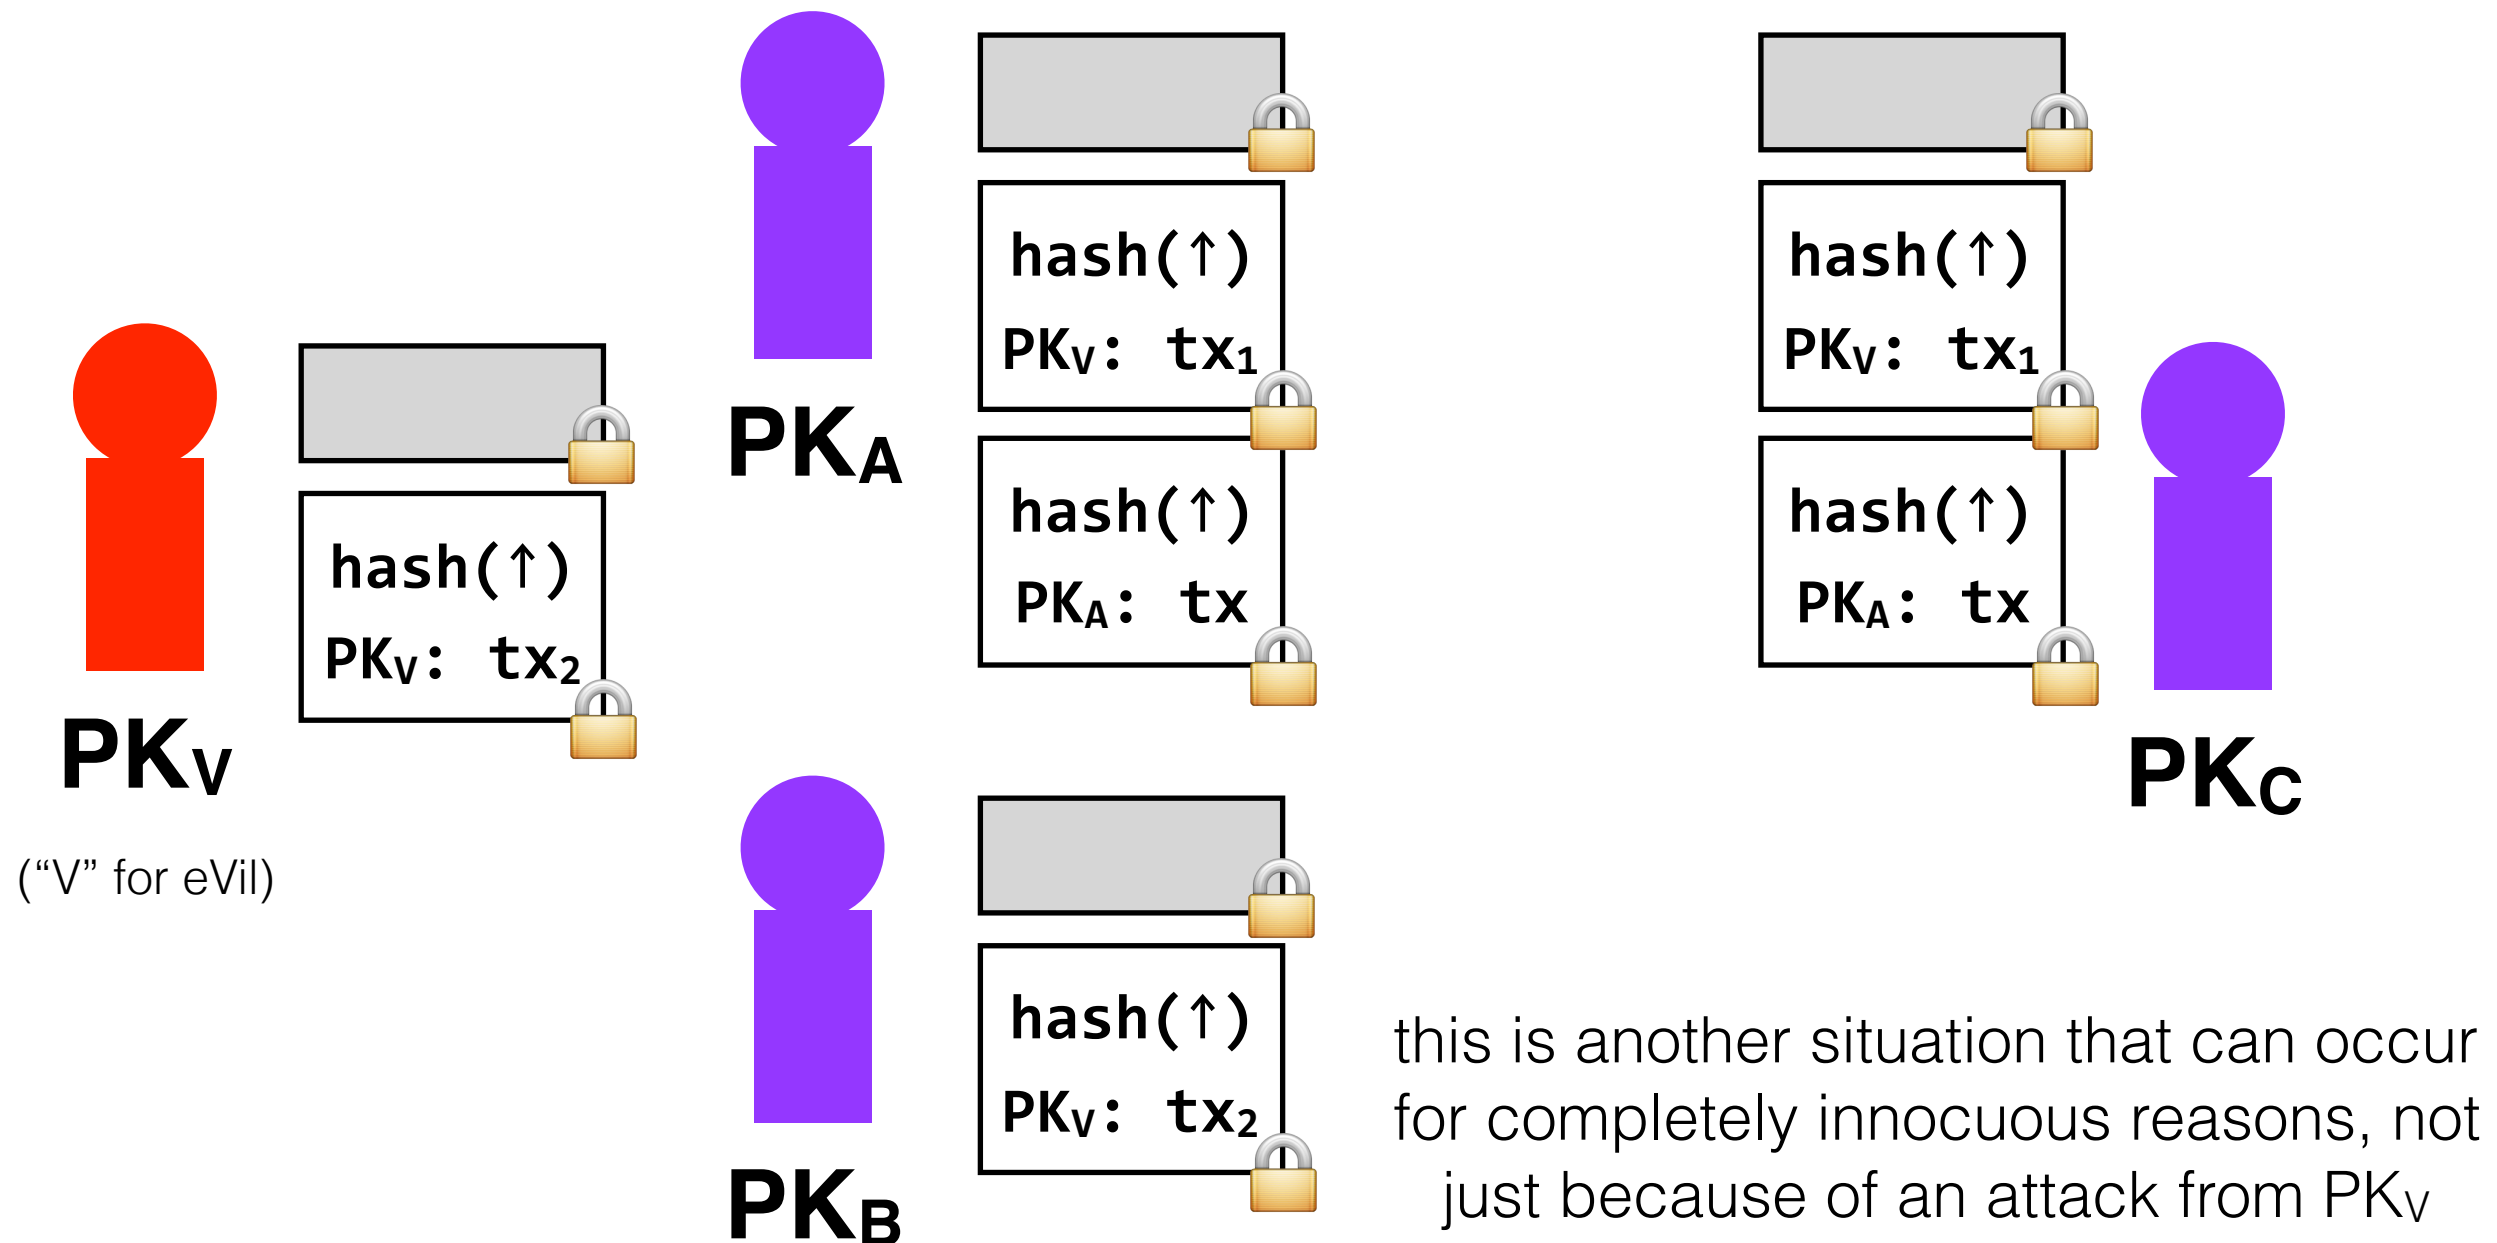 hash(↑)
PKV: tx2
PKV
(“V” for eVil)
PKA
hash(↑)
PKV: tx1
hash(↑)
PKA: tx
PKB
hash(↑)
PKV: tx2
hash(↑)
PKV: tx1
hash(↑)
PKA: tx
PKC
this is another situation that can occur
for completely innocuous reasons, not
just because of an attack from PKV